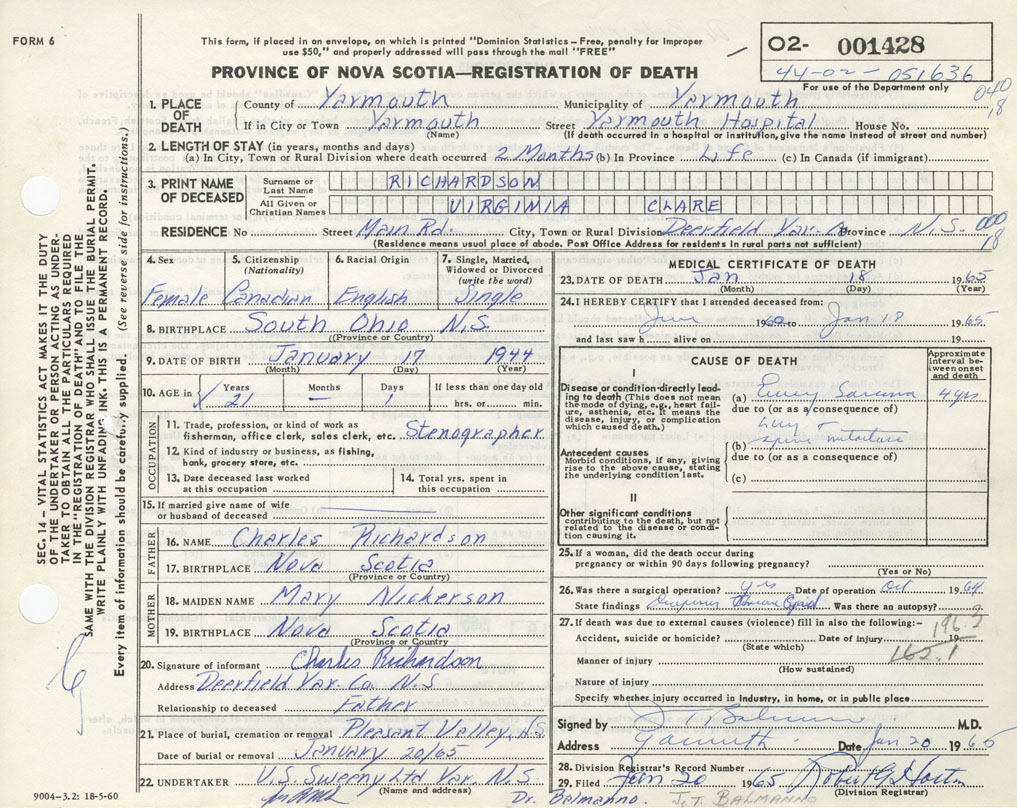 FORM 6
This form, if placed in an envelope, on which is printed "Dominion Statistics – Free, penalty for improper
use $50," and properly addressed will pass through the mail "FREE"
PROVINCE OF NOVA SCOTIA—REGISTRATION OF DEATH
02- 001428
44-02-051636
For use of the Department only
040
18
1. PLACE OF DEATH County of Yarmouth Municipality of Yarmouth
If in City or Town Yarmouth Street Yarmouth Hospital House No.
(Name) (If death occurred in a hospital or institution, give the name instead of street and number)
2. LENGTH OF STAY (in years, months and days)
(a) In City, Town or Rural Division where death occurred 2 Months (b) In Province Life (c) In Canada (if immigrant)
3. PRINT NAME OF DECEASED Surname or Last Name RICHARDSON
All Given or Christian Names VIRGINIA CLARE
RESIDENCE No Street Main Rd. City, Town or Rural Division Deerfield Yar. Co Province N.S. 000
18
(Residence means usual place of abode. Post Office Address for residents in rural parts not sufficient)
SEC. 14 – VITAL STATISTICS ACT MAKES IT THE DUTY
OF THE UNDERTAKER OR PERSON ACTING AS UNDER-
TAKER TO OBTAIN ALL THE PARTICULARS REQUIRED
IN THE "REGISTRATION OF DEATH" AND TO FILE THE
SAME WITH THE DIVISION REGISTRAR WHO SHALL ISSUE THE BURIAL PERMIT.
WRITE PLAINLY WITH UNFADING INK. THIS IS A PERMANENT RECORD.
Every item of information should be carefully supplied. (See reverse side for instructions.)
4. Sex 5. Citizenship (Nationality) 6. Racial Origin 7. Single, Married, Widowed or Divorced (write the word)
Female Canadian English Single
8. BIRTHPLACE South Ohio N.S.
(Province or Country)
9. DATE OF BIRTH January 17 1944
(Month) (Day) (Year)
10. AGE in Years Months Days If less than one day old
21 — 1 hrs. or min.
OCCUPATION
11. Trade, profession, or kind of work as
fisherman, office clerk, sales clerk, etc. Stenographer
12. Kind of industry or business, as fishing,
bank, grocery store, etc.
13. Date deceased last worked at this occupation 14. Total yrs. spent in this occupation
15. If married give name of wife
or husband of deceased
FATHER
16. NAME Charles Richardson
17. BIRTHPLACE Nova Scotia
(Province or Country)
MOTHER
18. MAIDEN NAME Mary Nickerson
19. BIRTHPLACE Nova Scotia
(Province or Country)
20. Signature of informant Charles Richardson
Address Deerfield Yar. Co. N.S
Relationship to deceased Father
21. Place of burial, cremation or removal Pleasant Valley, N.S.
Date of burial or removal January 20/65
22. UNDERTAKER V.S. Sweeny Ltd Yar. N.S
(Name and address)
9004-3.2: 18-5-60
MEDICAL CERTIFICATE OF DEATH
23. DATE OF DEATH Jan 18 1965
(Month) (Day) (Year)
24. I HEREBY CERTIFY that I attended deceased from:
June 1960 to Jan 18 1965
and last saw h alive on 19
CAUSE OF DEATH
Approximate interval between onset and death
I
Disease or condition directly leading to death (This does not mean the mode of dying, e.g., heart failure, asthenia, etc. It means the disease, injury, or complication which caused death.)
(a) Sarcoma 4 yrs
due to (or as a consequence of)
(b) spine
due to (or as a consequence of)
Antecedent causes
Morbid conditions, if any, giving rise to the above cause, stating the underlying condition last.
(c)
II
Other significant conditions
contributing to the death, but not related to the disease or condition causing it.
25. If a woman, did the death occur during
pregnancy or within 90 days following pregnancy?
(Yes or No)
26. Was there a surgical operation? yes Date of operation Oct 1964
State findings Was there an autopsy?
27. If death was due to external causes (violence) fill in also the following:-
196.2
Accident, suicide or homicide? Date of injury 19
(State which)
162.1
Manner of injury
(How sustained)
Nature of injury
Specify whether injury occurred in industry, in home, or in public place
Signed by J T Balmanno M.D.
Address Yarmouth Date Jan 20 1965
28. Division Registrar's Record Number
29. Filed Jan 20 1965 Robert G Horton
(Division Registrar)
Dr. Balmanno. J. T. BALMANNO